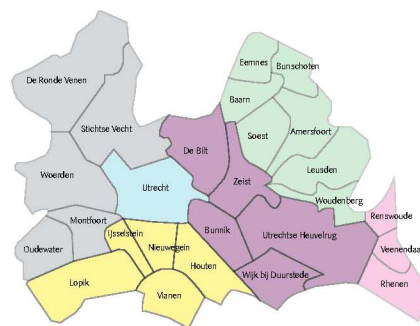 Eemnes
Bunschoten
De Ronde Venen
Baarn
Stichtse Vecht
Soest
Amersfoort
De Bilt
Leusden
Woerden
Zeist
Utrecht
Woudenberg
Renswoude
Montfoort
IJsselstein
Bunnik
Utrechtse Heuvelrug
Oudewater
Nieuwegein
Veenendaa
Houten
Wijk bij Duurstede
Rhenen
Lopik
Vianen